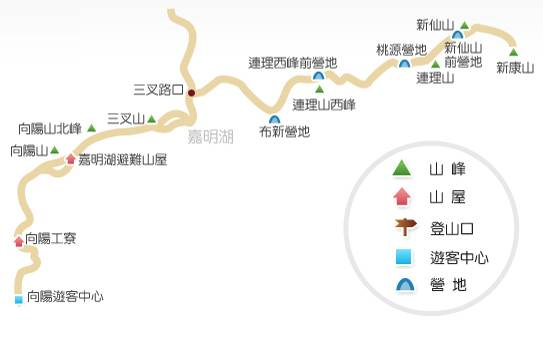 新仙山
桃源營地
新仙山
前營地
連理西峰前營地
新康山
連理山
三叉路口
連理山西峰
三叉山
向陽山北峰
布新營地
嘉明湖
向陽山
嘉明湖避難山屋
山 峰
山 屋
登山口
向陽工寮
遊客中心
營 地
向陽遊客中心